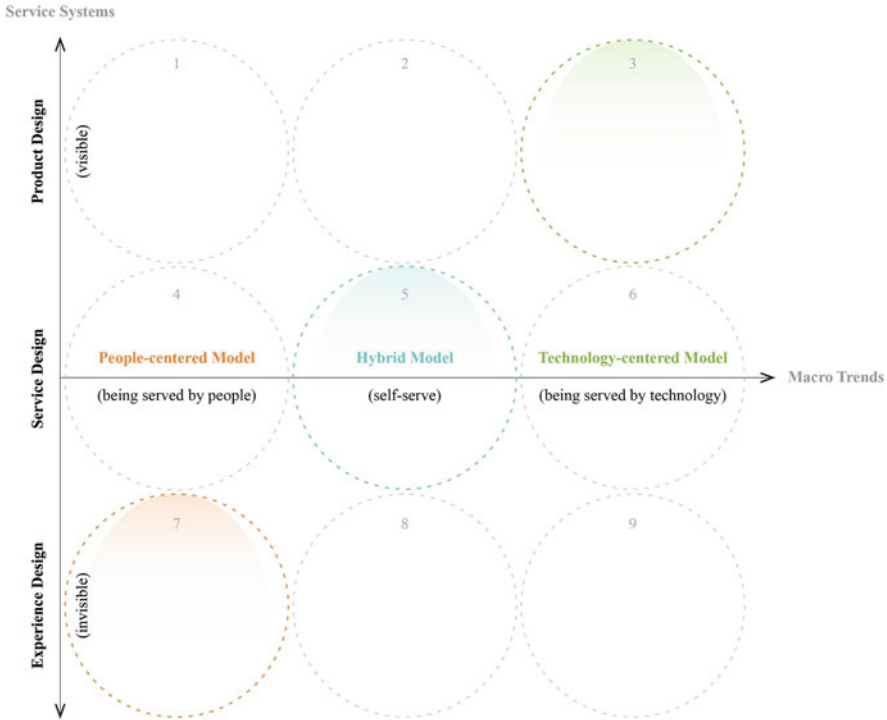 Service Systems
1
2
3
Product Design
(visible)
4
5
6
Service Design
People-centered Model
Hybrid Model
Technology-centered Model
(being served by people)
(self-serve)
(being served by technology)
Macro Trends
7
8
9
Experience Design
(invisible)